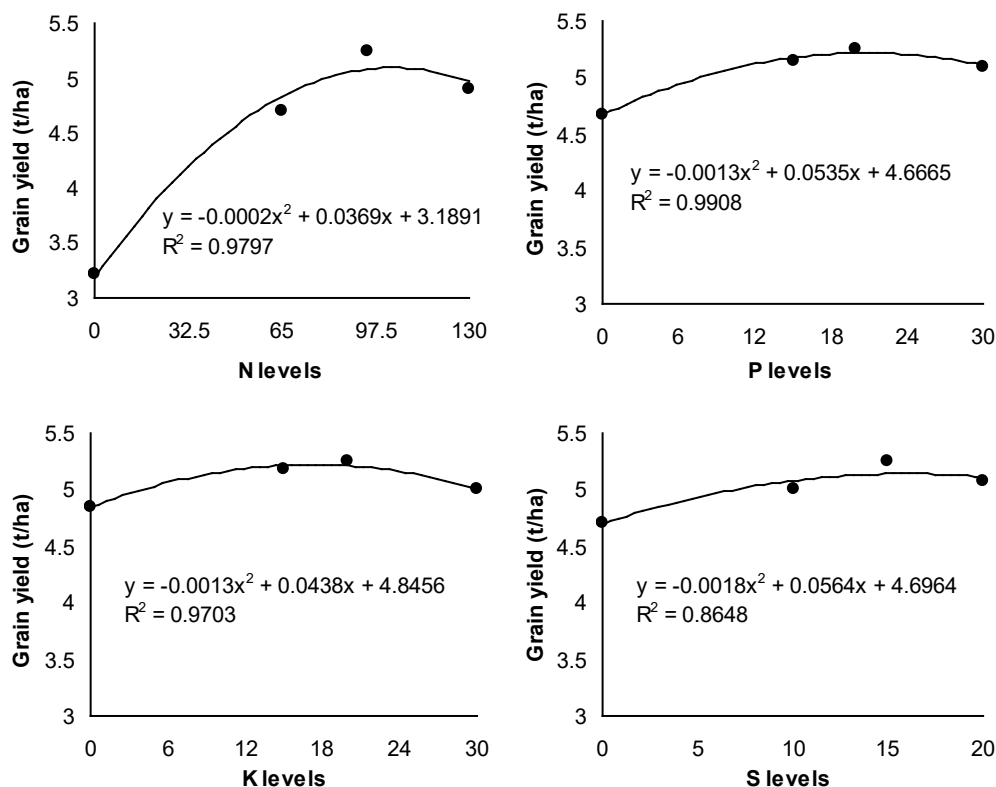 Grain yield (t/ha)
5.5
5
4.5
4
3.5
3
y = -0.0002x² + 0.0369x + 3.1891
R² = 0.9797
0 32.5 65 97.5 130
N levels
Grain yield (t/ha)
5.5
5
4.5
4
3.5
3
y = -0.0013x² + 0.0535x + 4.6665
R² = 0.9908
0 6 12 18 24 30
P levels
Grain yield (t/ha)
5.5
5
4.5
4
3.5
3
y = -0.0013x² + 0.0438x + 4.8456
R² = 0.9703
0 6 12 18 24 30
K levels
Grain yield (t/ha)
5.5
5
4.5
4
3.5
3
y = -0.0018x² + 0.0564x + 4.6964
R² = 0.8648
0 5 10 15 20
S levels